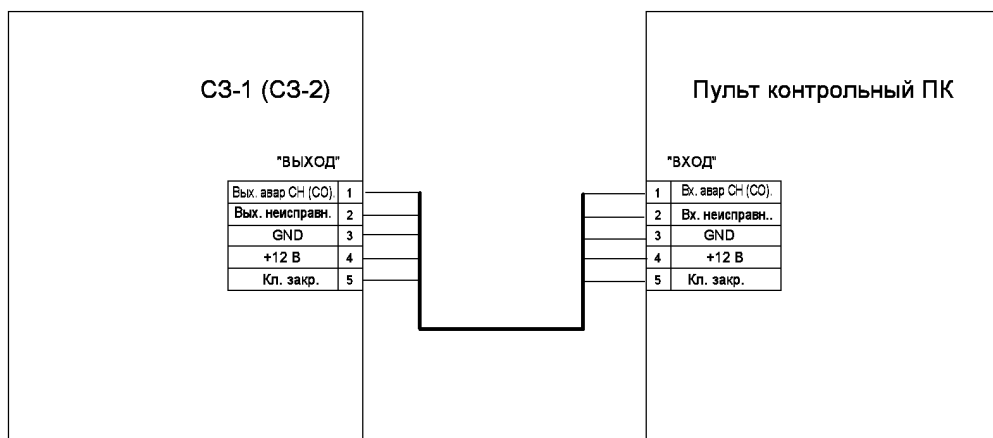 СЗ-1 (СЗ-2)
"ВЫХОД"
Вых. авар СН (СО). 1
Вых. неисправн. 2
GND 3
+12 В 4
Кл. закр. 5
Пульт контрольный ПК
"ВХОД"
1 Вх. авар СН (СО).
2 Вх. неисправн..
3 GND
4 +12 В
5 Кл. закр.